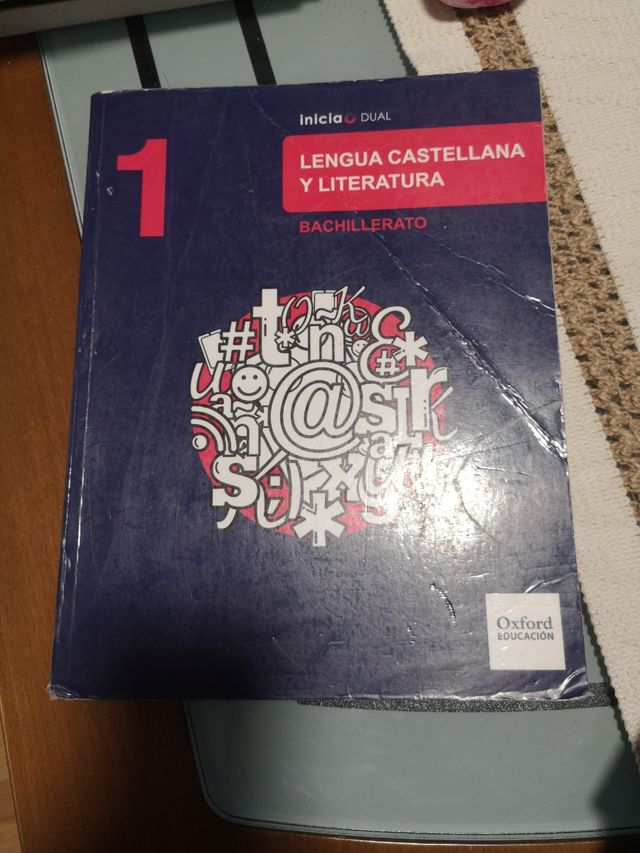 inicia DUAL
1
LENGUA CASTELLANA
Y LITERATURA
BACHILLERATO
Oxford
EDUCACIÓN